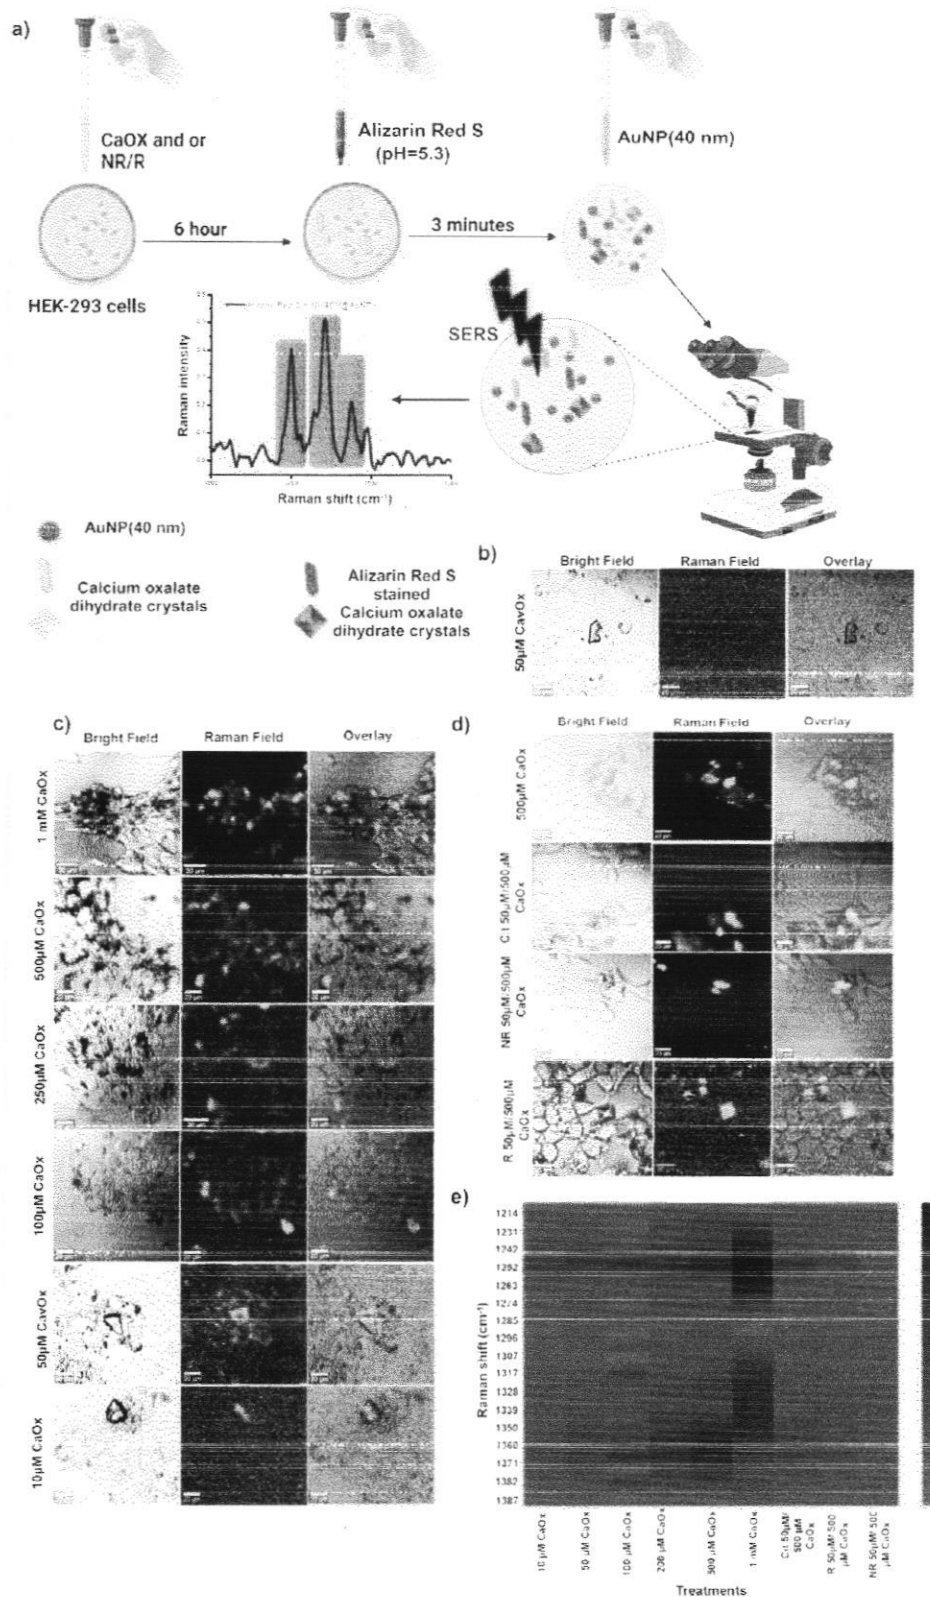 a)
CaOX and or
NR/R
Alizarin Red S
(pH=5.3)
AuNP(40 nm)
6 hour
3 minutes
HEK-293 cells
SERS
Raman intensity
Raman shift (cm⁻¹)
AuNP(40 nm)
Calcium oxalate
dihydrate crystals
Alizarin Red S
stained
Calcium oxalate
dihydrate crystals
b)
Bright Field Raman Field Overlay
50µM CavOx
c)
Bright Field Raman Field Overlay
1 mM CaOx
500µM CaOx
250µM CaOx
100µM CaOx
50µM CavOx
10µM CaOx
d)
Bright Field Raman Field Overlay
500µM CaOx
50µM/500µM
CaOx
NR 50µM/500µM
CaOx
R 50µM/500µM
CaOx
e)
Raman shift (cm⁻¹)
1214
1231
1242
1252
1263
1274
1285
1296
1307
1317
1328
1339
1350
1360
1371
1382
1387
10 µM CaOx
50 µM CaOx
100 µM CaOx
200 µM CaOx
500 µM CaOx
1 mM CaOx
50µM/
500 µM
CaOx
R 50µM/ 500
µM CaOx
NR 50µM/ 500
µM CaOx
Treatments